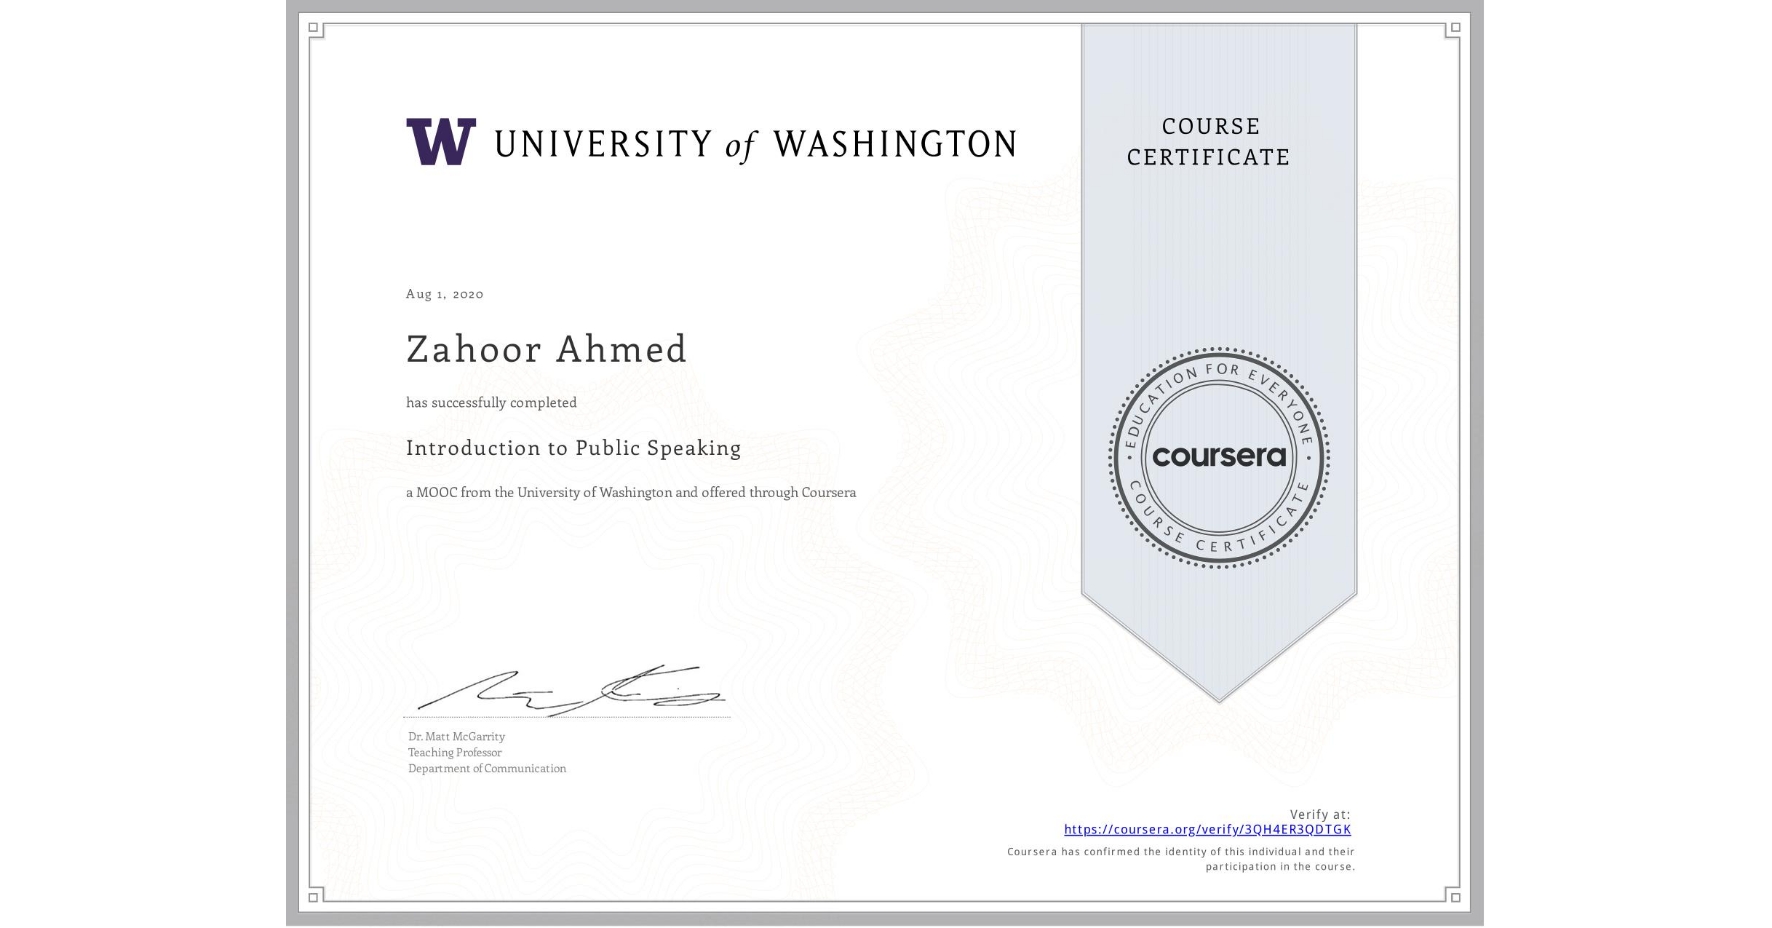 W UNIVERSITY of WASHINGTON
COURSE
CERTIFICATE
Aug 1, 2020
Zahoor Ahmed
has successfully completed
Introduction to Public Speaking
a MOOC from the University of Washington and offered through Coursera
EDUCATION FOR EVERYONE
coursera
COURSE CERTIFICATE
Dr. Matt McGarrity
Teaching Professor
Department of Communication
Verify at:
https://coursera.org/verify/3QH4ER3QDTGK
Coursera has confirmed the identity of this individual and their
participation in the course.